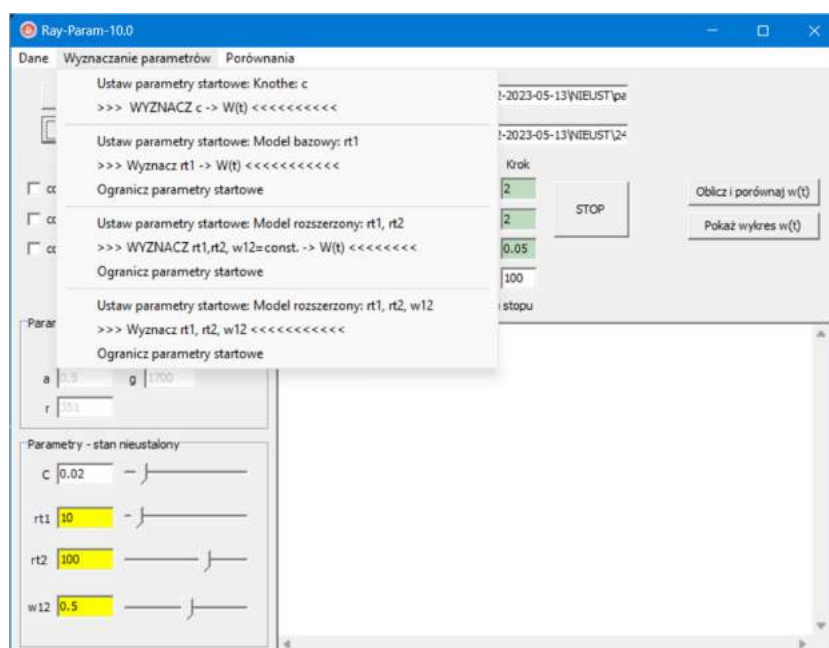 Ray-Param-10.0
Dane Wyznaczanie parametrów Porównania
Ustaw parametry startowe: Knothe: c
>>> WYZNACZ c -> W(t) <<<<<<<<<<
Ustaw parametry startowe: Model bazowy: rt1
>>> Wyznacz rt1 -> W(t) <<<<<<<<<<<
Ogranicz parametry startowe
Ustaw parametry startowe: Model rozszerzony: rt1, rt2
>>> WYZNACZ rt1,rt2, w12=const. -> W(t) <<<<<<<<
Ogranicz parametry startowe
Ustaw parametry startowe: Model rozszerzony: rt1, rt2, w12
>>> Wyznacz rt1, rt2, w12 <<<<<<<<<<<
Ogranicz parametry startowe
2-2023-05-13\NIEUST\pa
2-2023-05-13\NIEUST\24
Krok
2
2
0.05
100
stopu
STOP
Oblicz i porównaj w(t)
Pokaż wykres w(t)
Param
a 0.5 g 1700
r 351
Parametry - stan nieustalony
C 0.02
rt1 10
rt2 100
w12 0.5